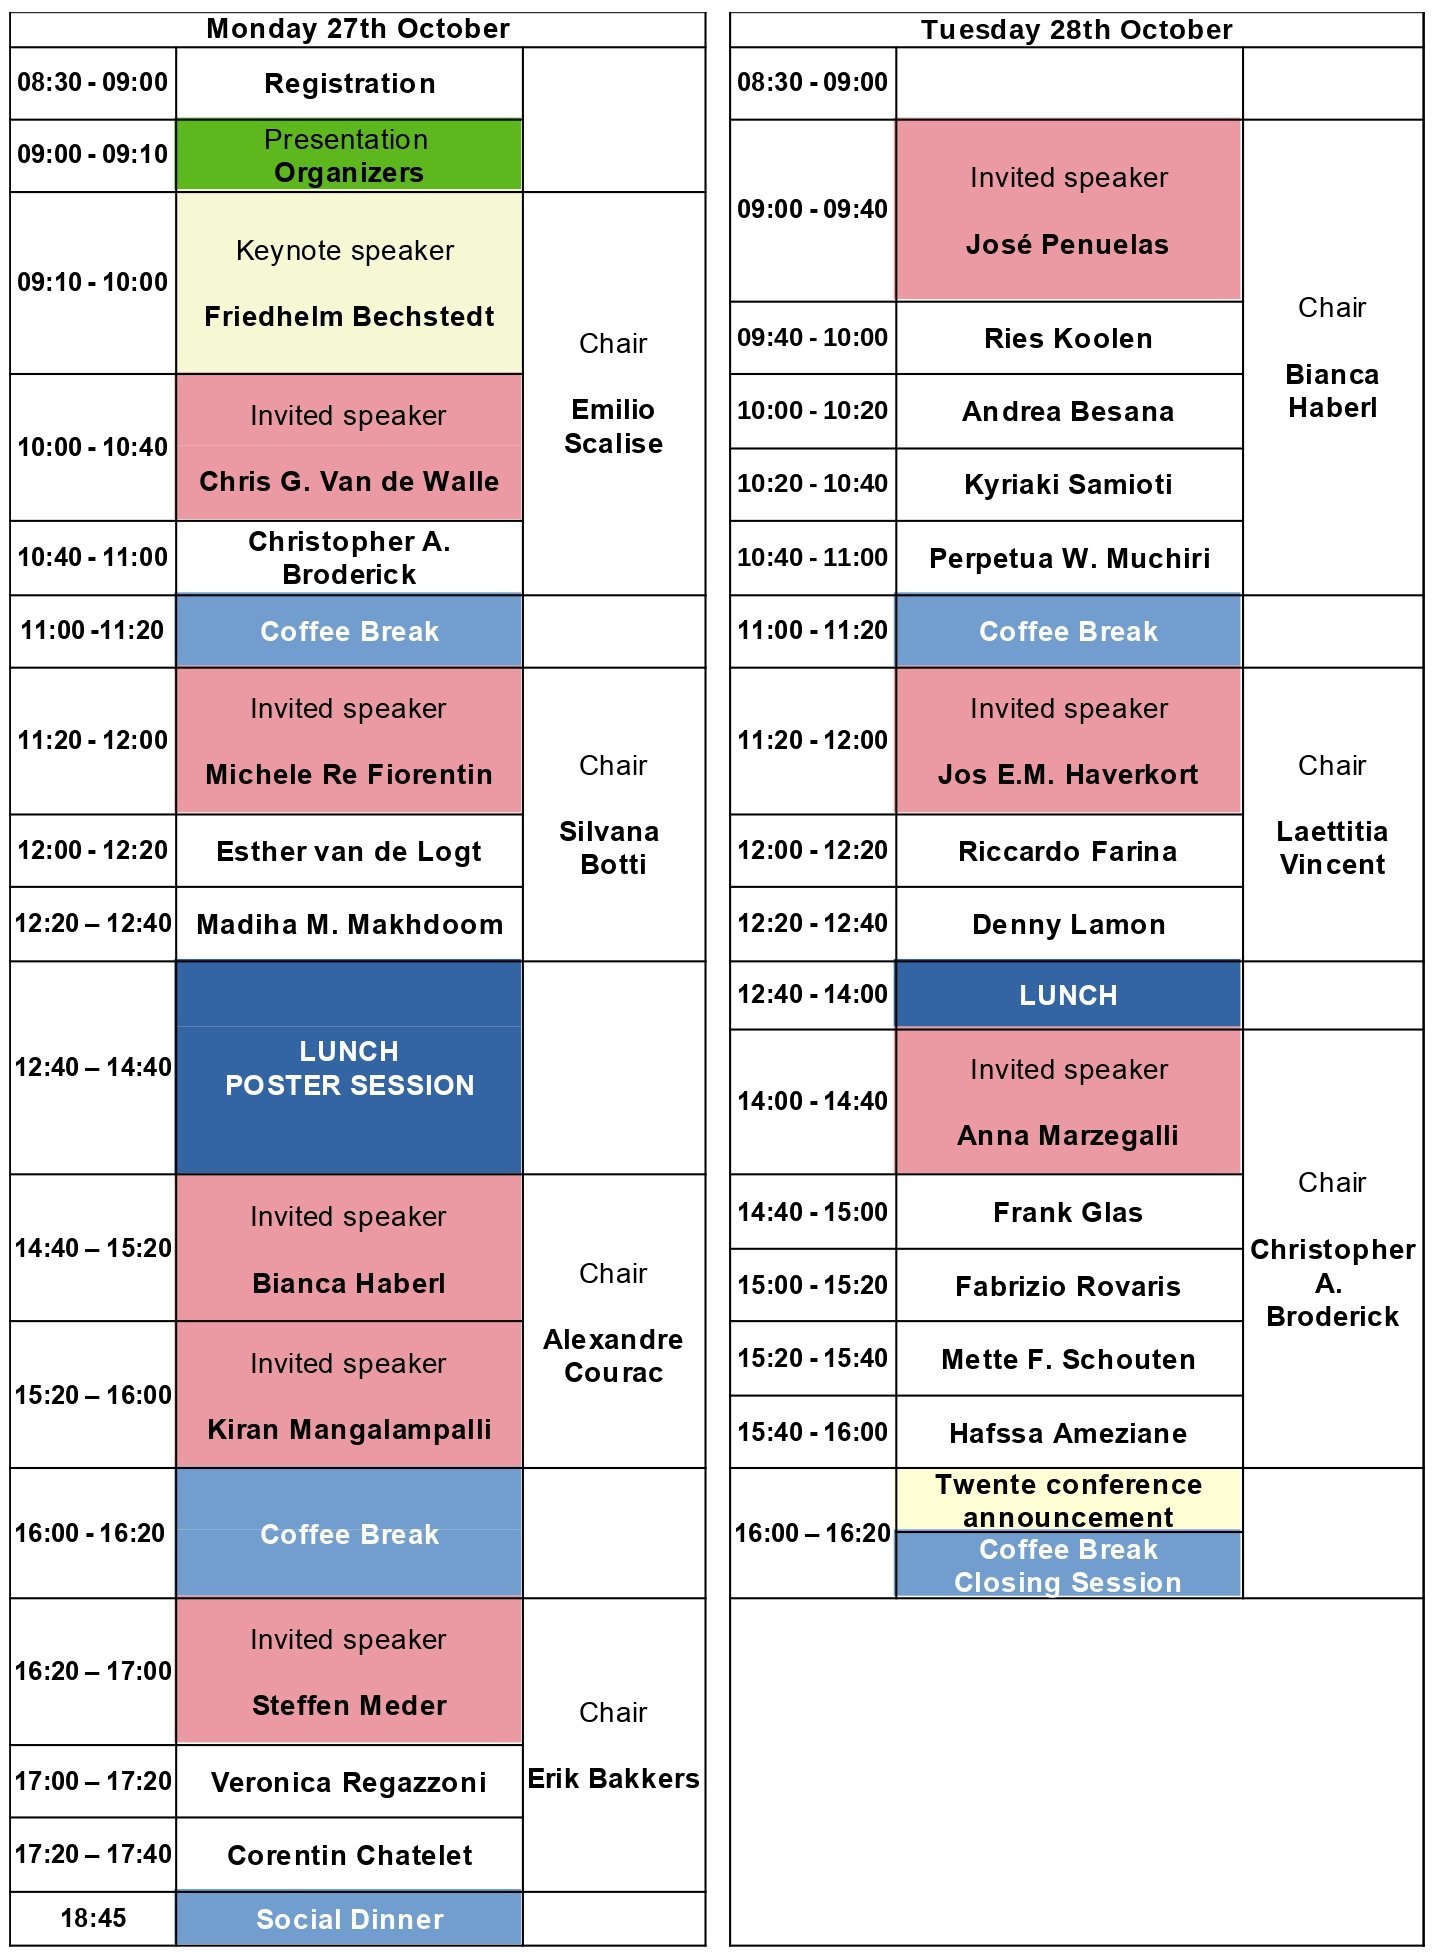 Monday 27th October
08:30 - 09:00
Registration
09:00 - 09:10
Presentation
Organizers
09:10 - 10:00
Keynote speaker
Friedhelm Bechstedt
Chair
Emilio
Scalise
10:00 - 10:40
Invited speaker
Chris G. Van de Walle
10:40 - 11:00
Christopher A.
Broderick
11:00 -11:20
Coffee Break
11:20 - 12:00
Invited speaker
Michele Re Fiorentin
Chair
Silvana
Botti
12:00 - 12:20
Esther van de Logt
12:20 – 12:40
Madiha M. Makhdoom
12:40 – 14:40
LUNCH
POSTER SESSION
14:40 – 15:20
Invited speaker
Bianca Haberl
Chair
Alexandre
Courac
15:20 – 16:00
Invited speaker
Kiran Mangalampalli
16:00 - 16:20
Coffee Break
16:20 – 17:00
Invited speaker
Steffen Meder
Chair
Erik Bakkers
17:00 – 17:20
Veronica Regazzoni
17:20 – 17:40
Corentin Chatelet
18:45
Social Dinner
Tuesday 28th October
08:30 - 09:00
09:00 - 09:40
Invited speaker
José Penuelas
Chair
Bianca
Haberl
09:40 - 10:00
Ries Koolen
10:00 - 10:20
Andrea Besana
10:20 - 10:40
Kyriaki Samioti
10:40 - 11:00
Perpetua W. Muchiri
11:00 - 11:20
Coffee Break
11:20 - 12:00
Invited speaker
Jos E.M. Haverkort
Chair
Laettitia
Vincent
12:00 - 12:20
Riccardo Farina
12:20 - 12:40
Denny Lamon
12:40 - 14:00
LUNCH
14:00 - 14:40
Invited speaker
Anna Marzegalli
Chair
Christopher
A.
Broderick
14:40 - 15:00
Frank Glas
15:00 - 15:20
Fabrizio Rovaris
15:20 - 15:40
Mette F. Schouten
15:40 - 16:00
Hafssa Ameziane
16:00 – 16:20
Twente conference
announcement
Coffee Break
Closing Session